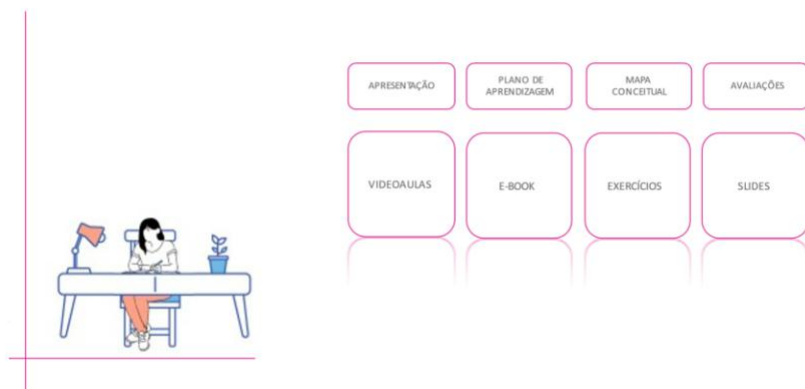 APRESENTAÇÃO
PLANO DE
APRENDIZAGEM
MAPA
CONCEITUAL
AVALIAÇÕES
VIDEOAULAS
E-BOOK
EXERCÍCIOS
SLIDES